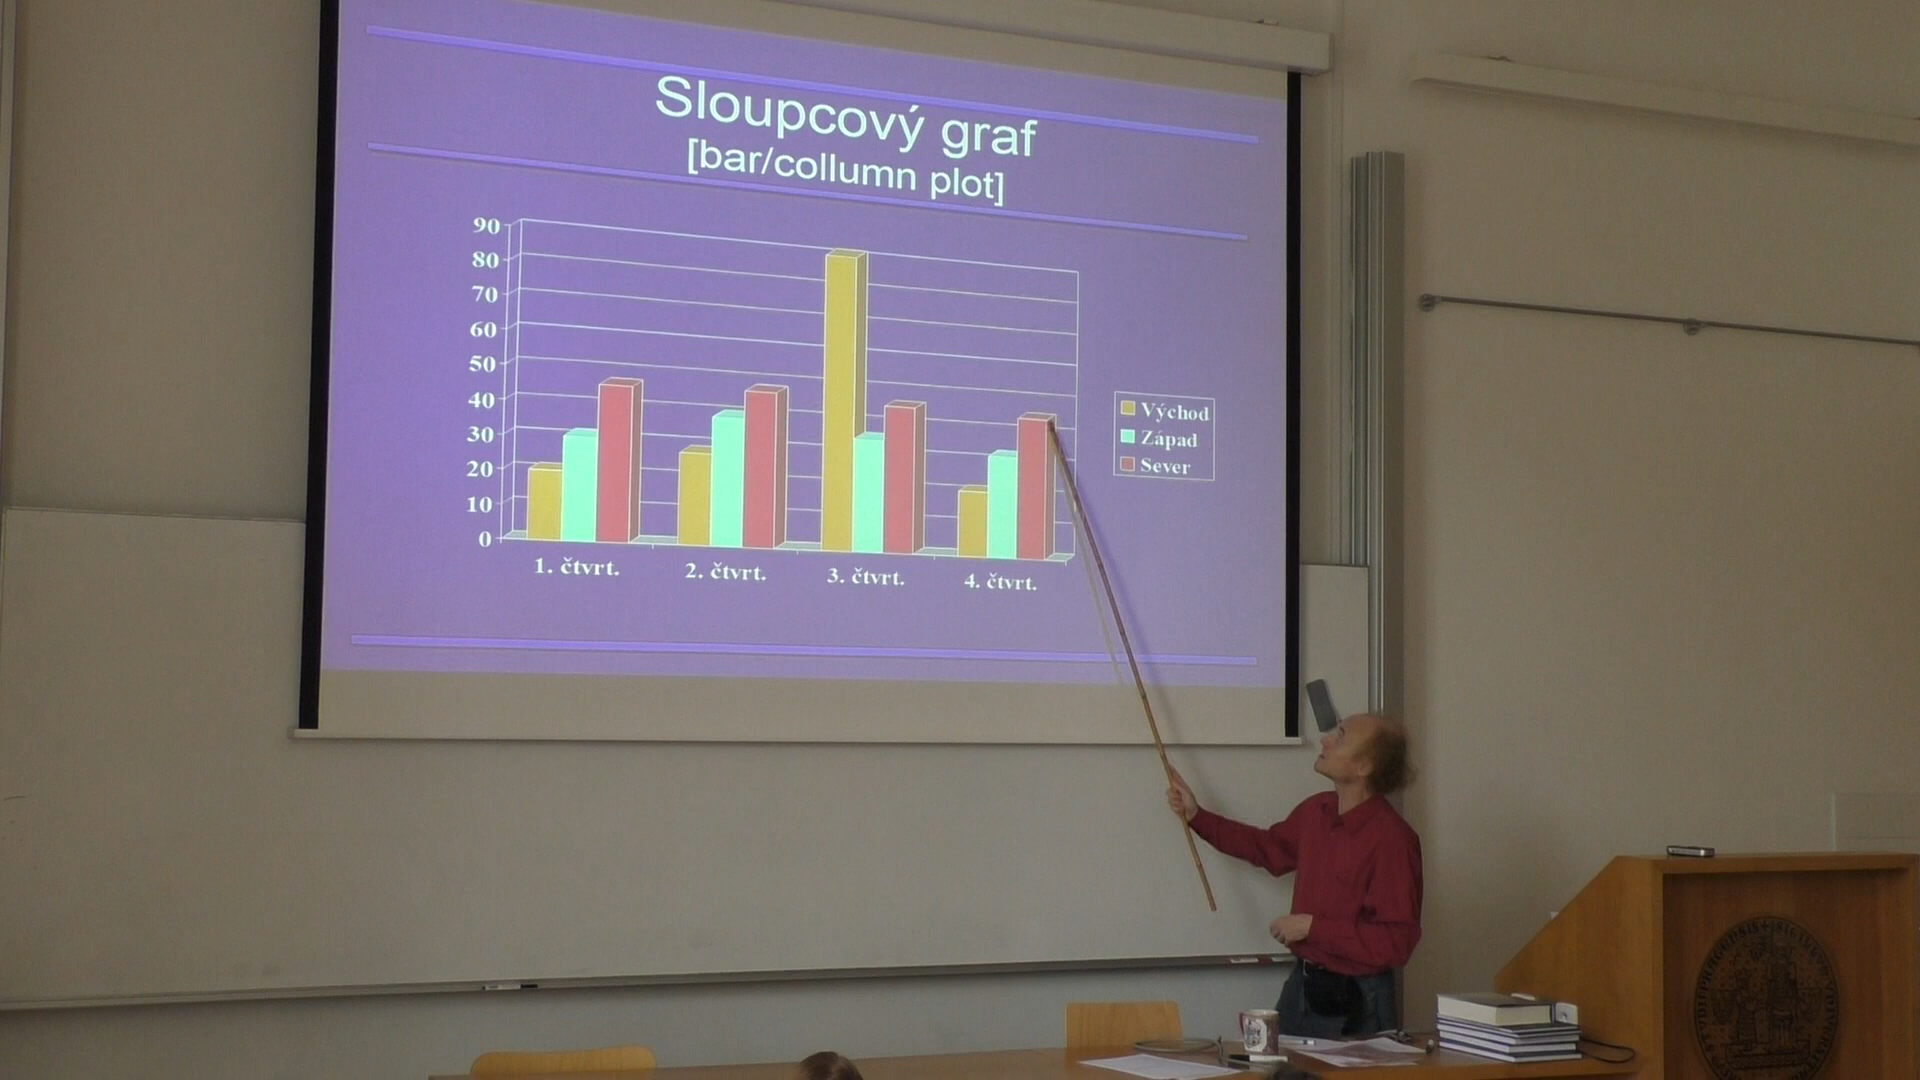 Sloupcový graf
[bar/collumn plot]
90
80
70
60
50
40
30
20
10
0
1. čtvrt.
2. čtvrt.
3. čtvrt.
4. čtvrt.
Východ
Západ
Sever